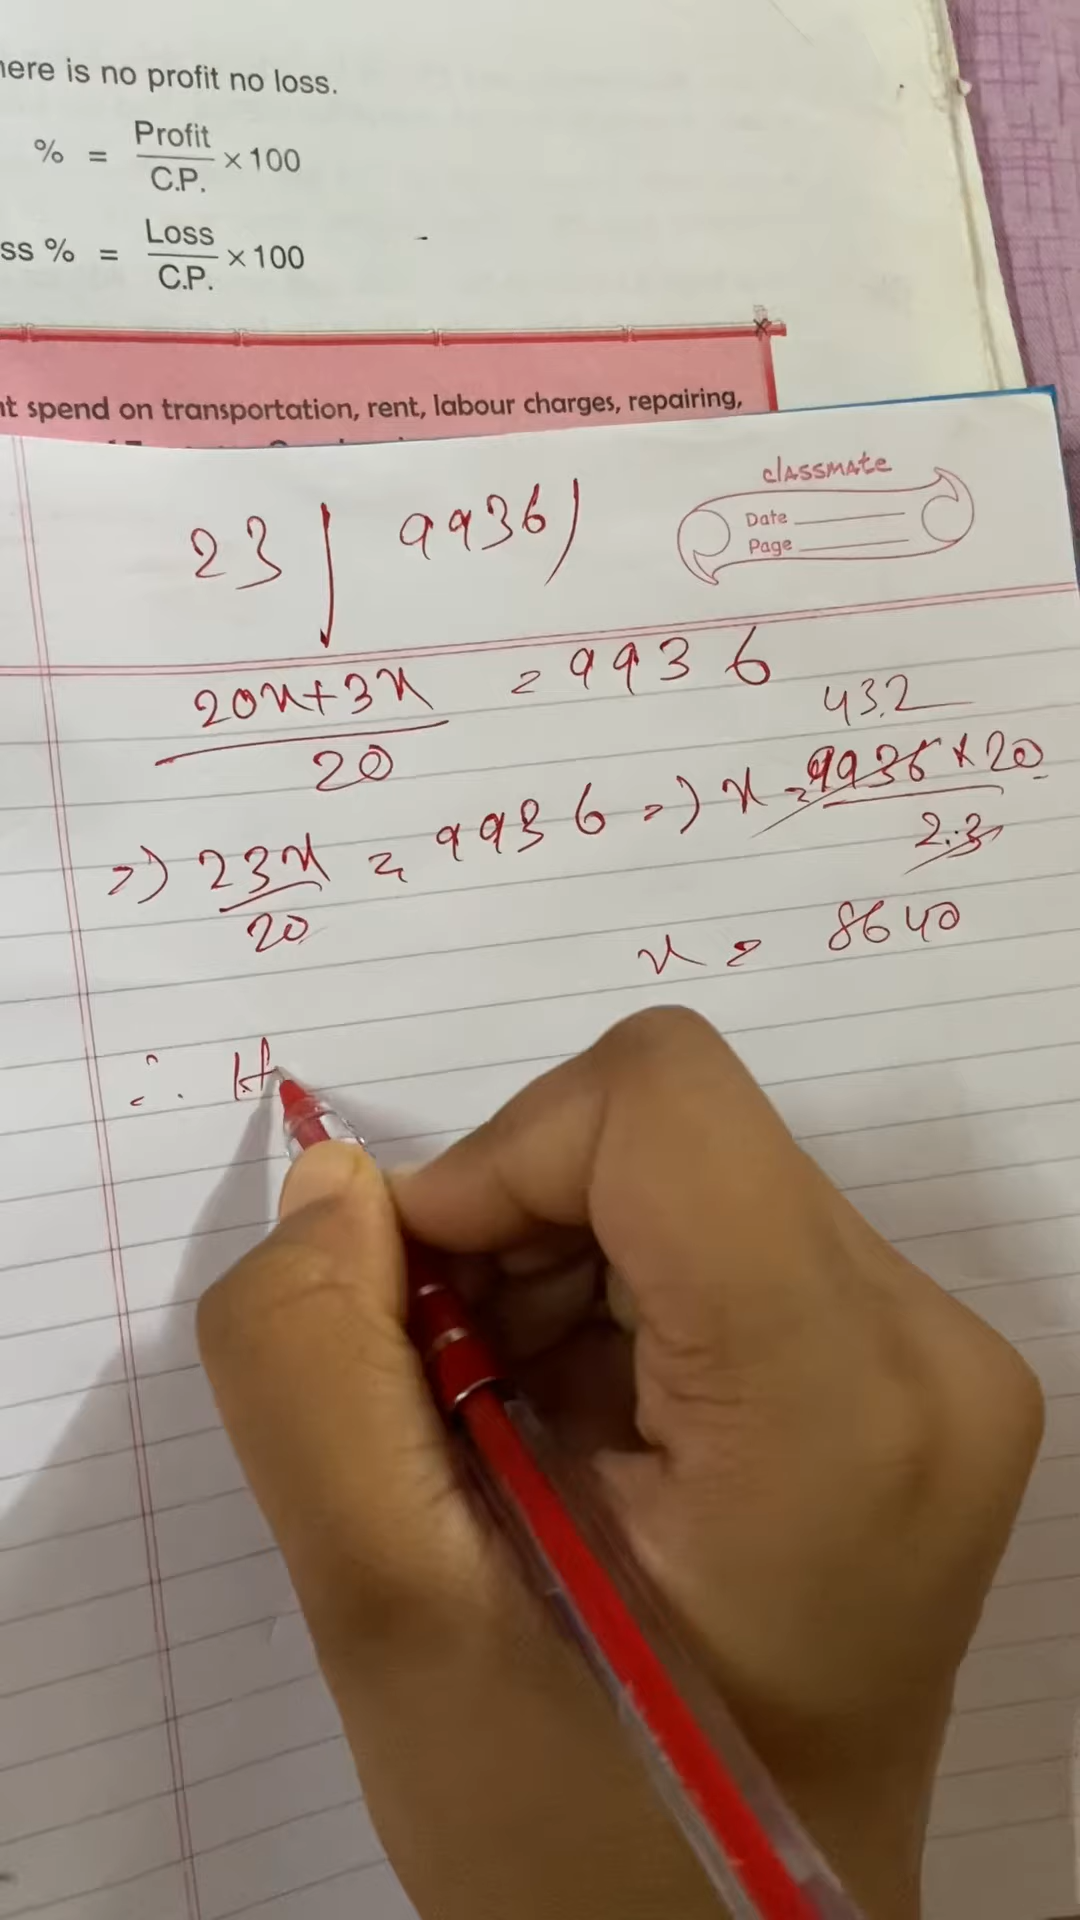 here is no profit no loss.
% = Profit/C.P. × 100
ss % = Loss/C.P. × 100
nt spend on transportation, rent, labour charges, repairing,
classmate
Date
Page
23 ) 9936 )
20x+3x/20 = 9936
=> 23x/20 = 9936 => x = 9936 × 20/23
432
x = 8640
∴ H